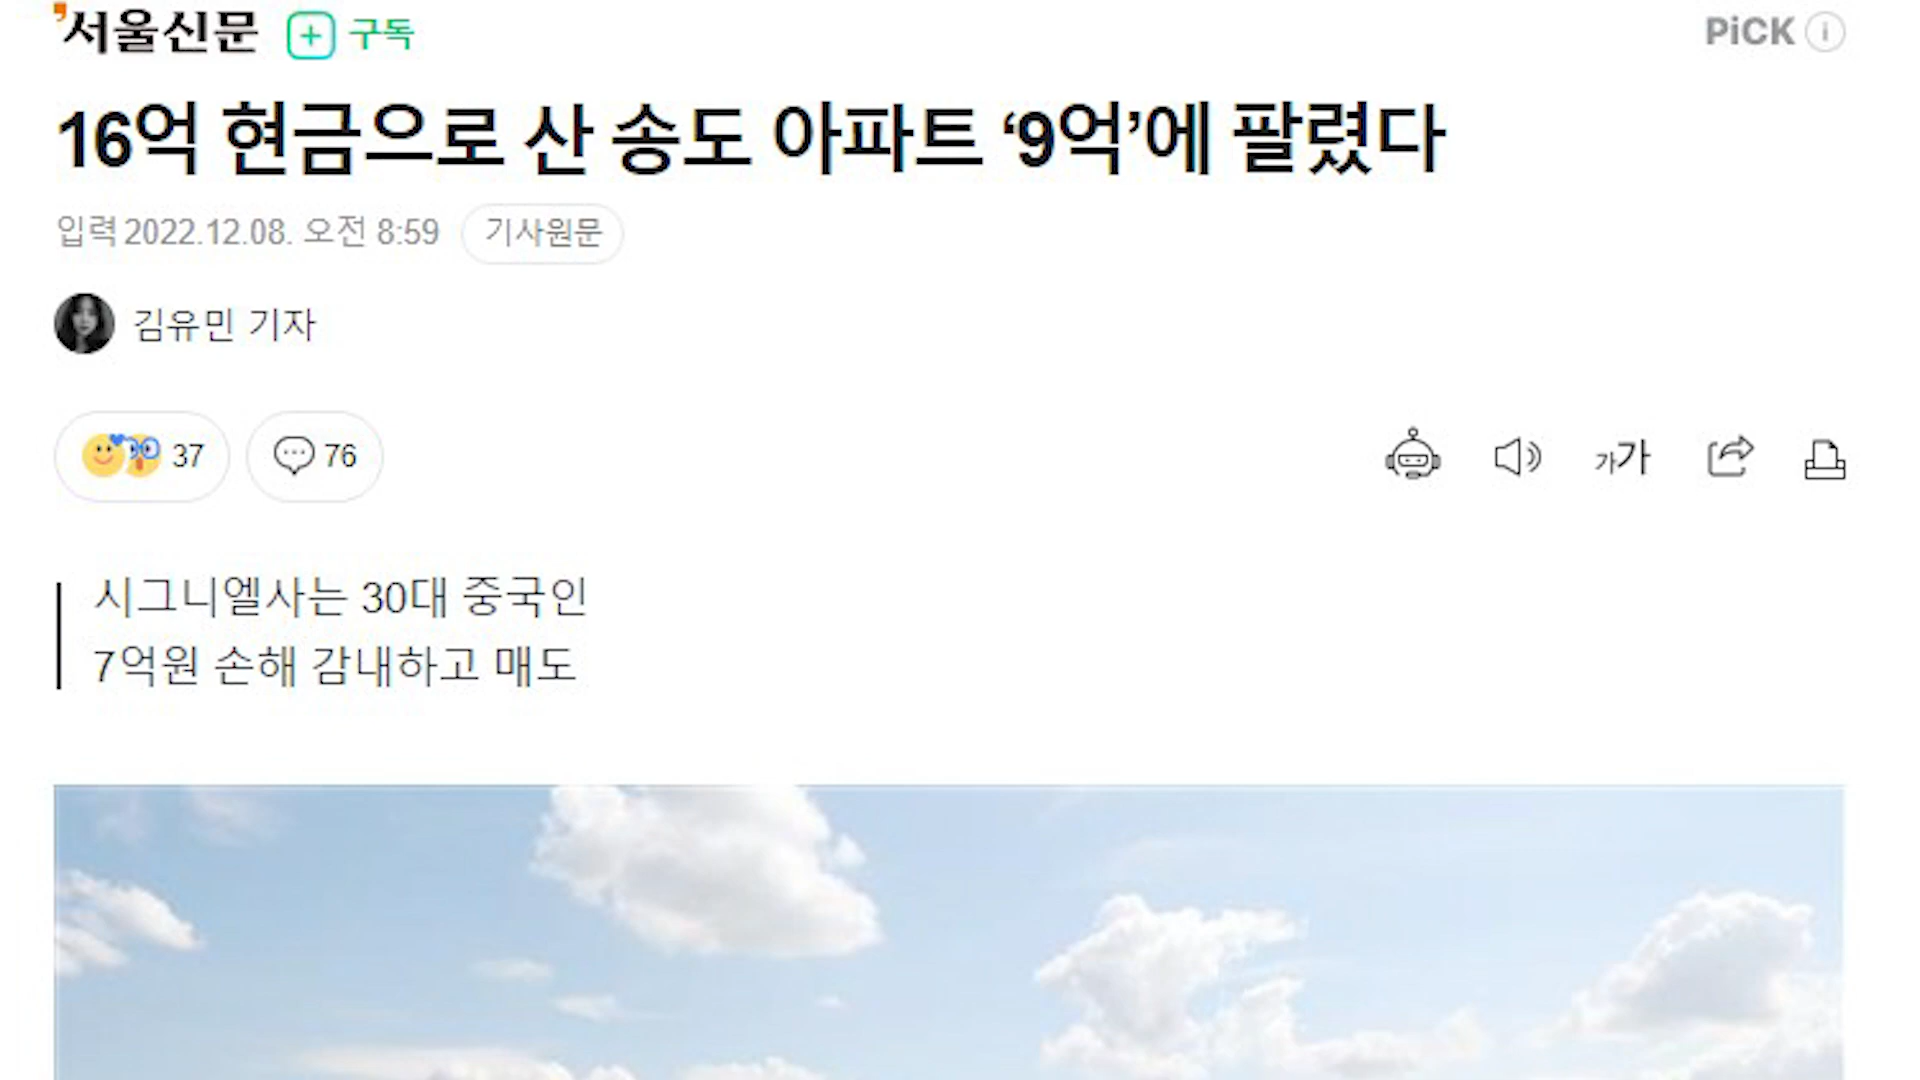 서울신문 + 구독 PiCK i
16억 현금으로 산 송도 아파트 ‘9억’에 팔렸다
입력 2022.12.08. 오전 8:59 기사원문
김유민 기자
37 76 가가
시그니엘사는 30대 중국인
7억원 손해 감내하고 매도